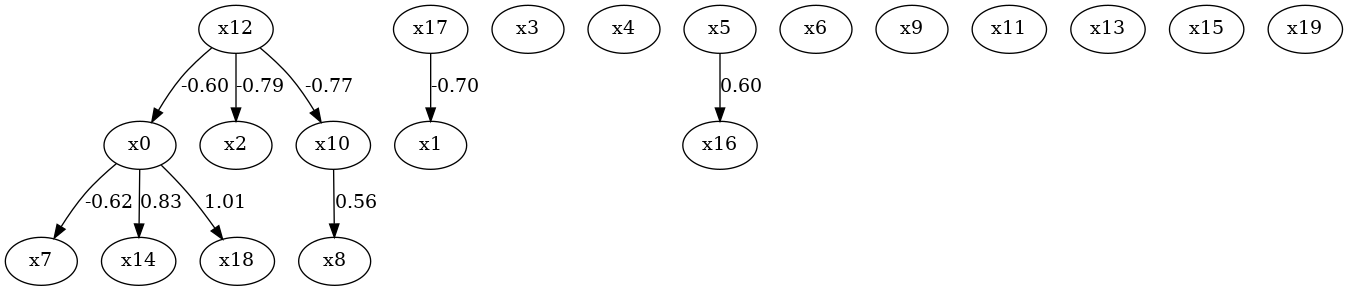 x12 x17 x3 x4 x5 x6 x9 x11 x13 x15 x19
-0.60 -0.79 -0.77 -0.70 0.60
x0 x2 x10 x1 x16
-0.62 0.83 1.01 0.56
x7 x14 x18 x8